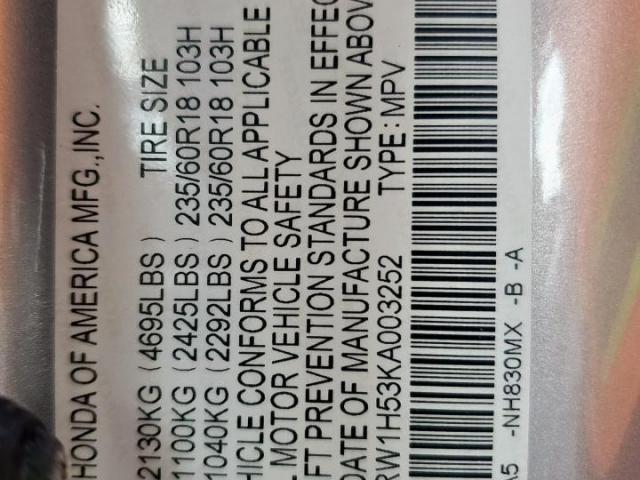 HONDA OF AMERICA MFG.,INC.
2130KG (4695LBS) TIRE SIZE
1100KG (2425LBS) 235/60R18 103H
1040KG (2292LBS) 235/60R18 103H
HICLE CONFORMS TO ALL APPLICABLE
L MOTOR VEHICLE SAFETY
FT PREVENTION STANDARDS IN EFFEC
DATE OF MANUFACTURE SHOWN ABOV
RW1H53KA003252 TYPE: MPV
A5 -NH830MX -B -A